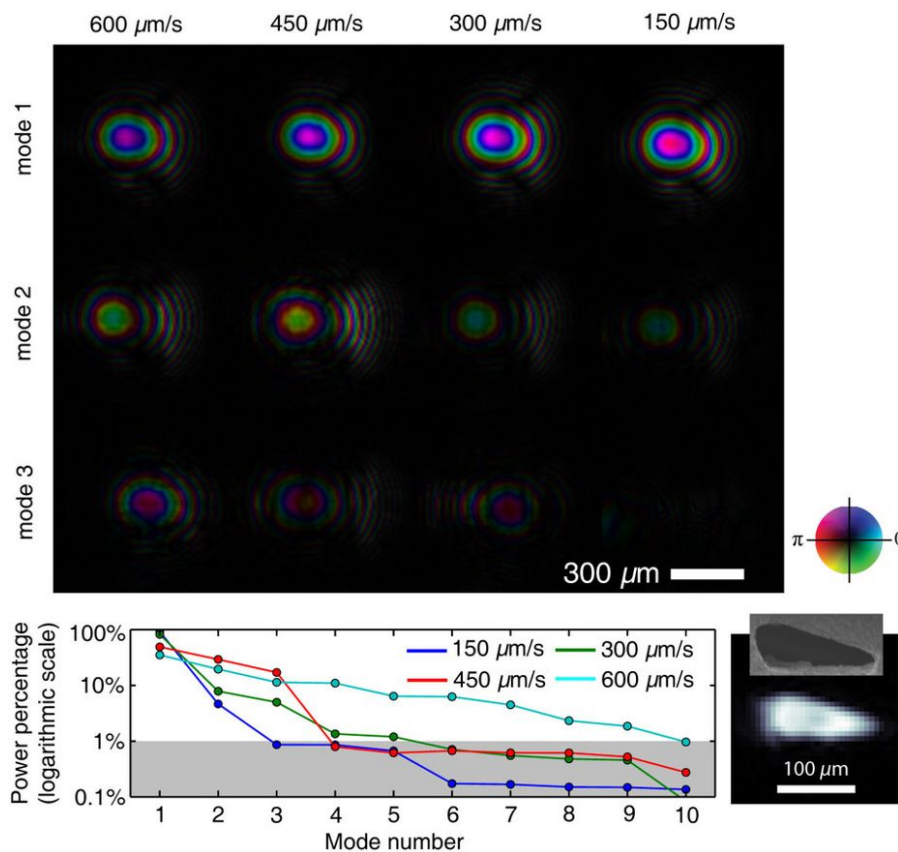 600 µm/s 450 µm/s 300 µm/s 150 µm/s
mode 1
mode 2
mode 3
π 0
300 µm
Power percentage
(logarithmic scale)
100%
10%
1%
0.1%
150 µm/s 300 µm/s
450 µm/s 600 µm/s
1 2 3 4 5 6 7 8 9 10
Mode number
100 µm